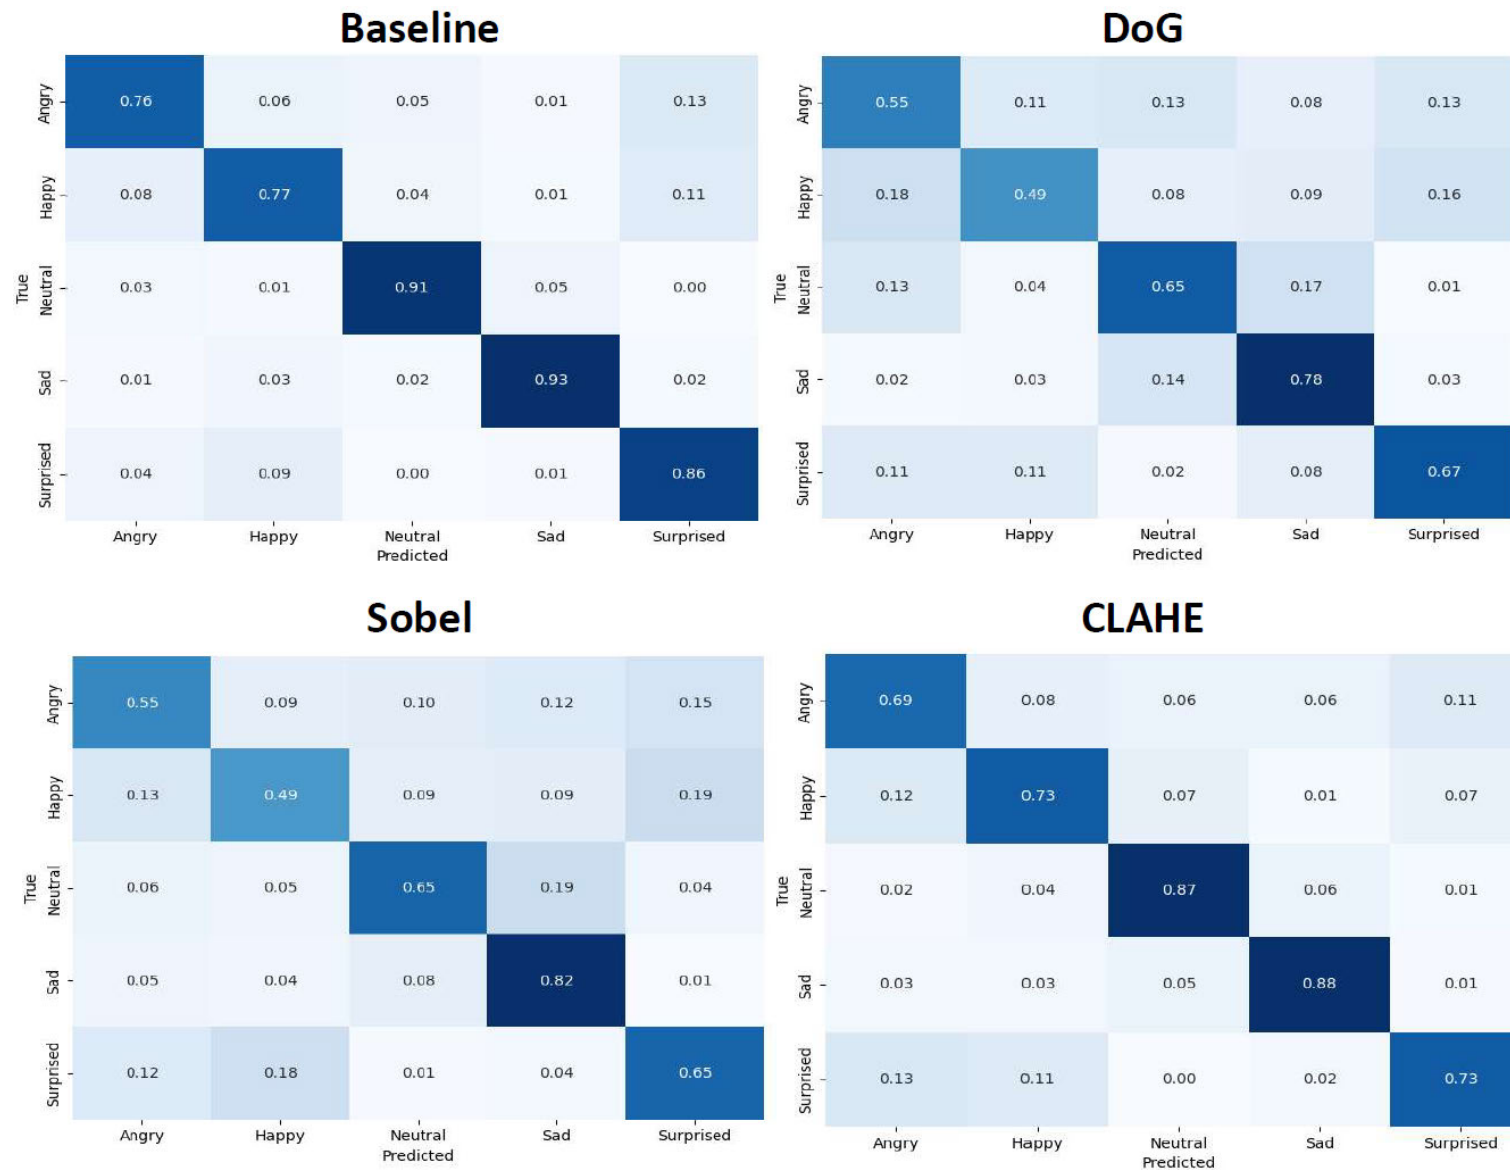 Baseline
Angry 0.76 0.06 0.05 0.01 0.13
Happy 0.08 0.77 0.04 0.01 0.11
True
Neutral 0.03 0.01 0.91 0.05 0.00
Sad 0.01 0.03 0.02 0.93 0.02
Surprised 0.04 0.09 0.00 0.01 0.86
Angry Happy Neutral Sad Surprised
Predicted
DoG
Angry 0.55 0.11 0.13 0.08 0.13
Happy 0.18 0.49 0.08 0.09 0.16
True
Neutral 0.13 0.04 0.65 0.17 0.01
Sad 0.02 0.03 0.14 0.78 0.03
Surprised 0.11 0.11 0.02 0.08 0.67
Angry Happy Neutral Sad Surprised
Predicted
Sobel
Angry 0.55 0.09 0.10 0.12 0.15
Happy 0.13 0.49 0.09 0.09 0.19
True
Neutral 0.06 0.05 0.65 0.19 0.04
Sad 0.05 0.04 0.08 0.82 0.01
Surprised 0.12 0.18 0.01 0.04 0.65
Angry Happy Neutral Sad Surprised
Predicted
CLAHE
Angry 0.69 0.08 0.06 0.06 0.11
Happy 0.12 0.73 0.07 0.01 0.07
True
Neutral 0.02 0.04 0.87 0.06 0.01
Sad 0.03 0.03 0.05 0.88 0.01
Surprised 0.13 0.11 0.00 0.02 0.73
Angry Happy Neutral Sad Surprised
Predicted